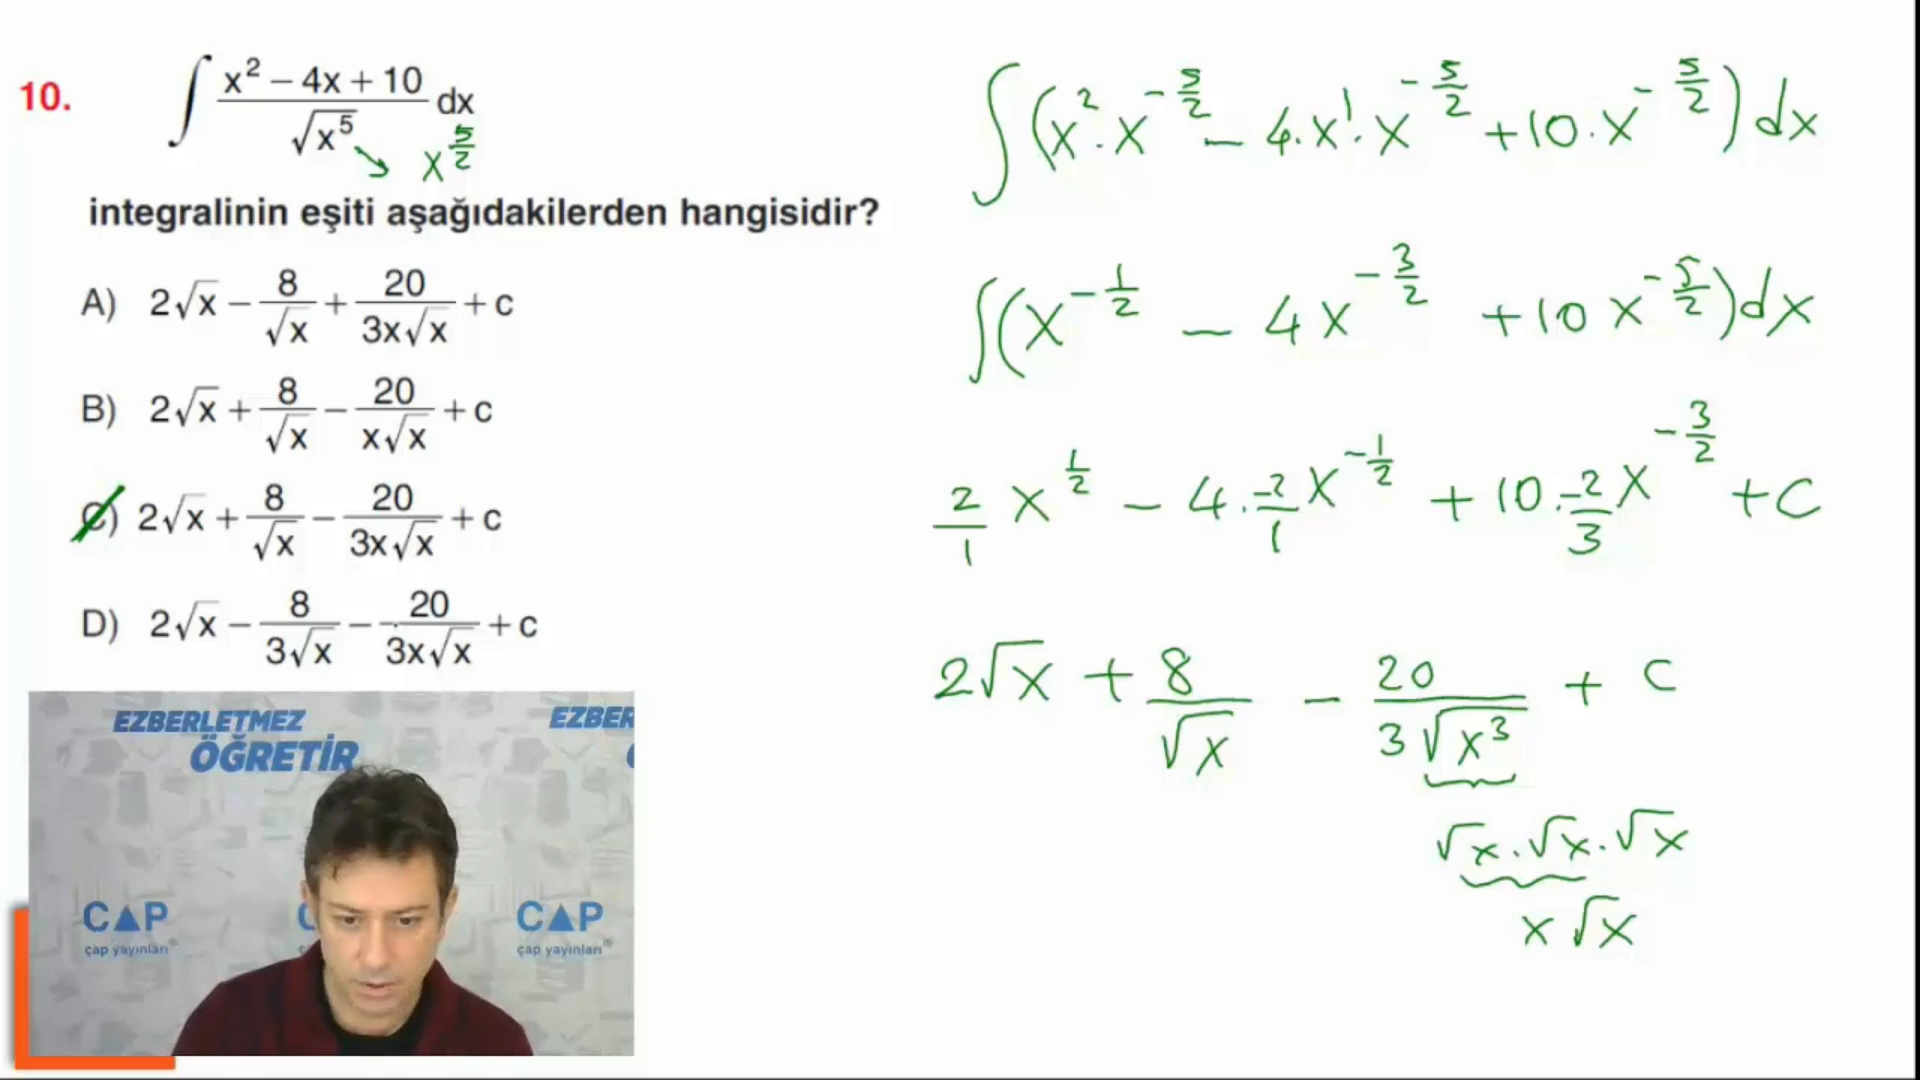 10. ∫ (x² − 4x + 10)/√x⁵ dx
x^(5/2)
integralinin eşiti aşağıdakilerden hangisidir?
A) 2√x − 8/√x + 20/(3x√x) + c
B) 2√x + 8/√x − 20/(x√x) + c
C) 2√x + 8/√x − 20/(3x√x) + c
D) 2√x − 8/(3√x) − 20/(3x√x) + c
∫(x²·x^(−5/2) − 4·x¹·x^(−5/2) + 10·x^(−5/2)) dx
∫(x^(−1/2) − 4x^(−3/2) + 10x^(−5/2)) dx
2/1 x^(1/2) − 4·−2/1 x^(−1/2) + 10·−2/3 x^(−3/2) + C
2√x + 8/√x − 20/(3√x³) + C
√x·√x·√x
x√x
EZBERLETMEZ
ÖĞRETİR
EZBER
CAP
çap yayınları®
CAP
çap yayınları®